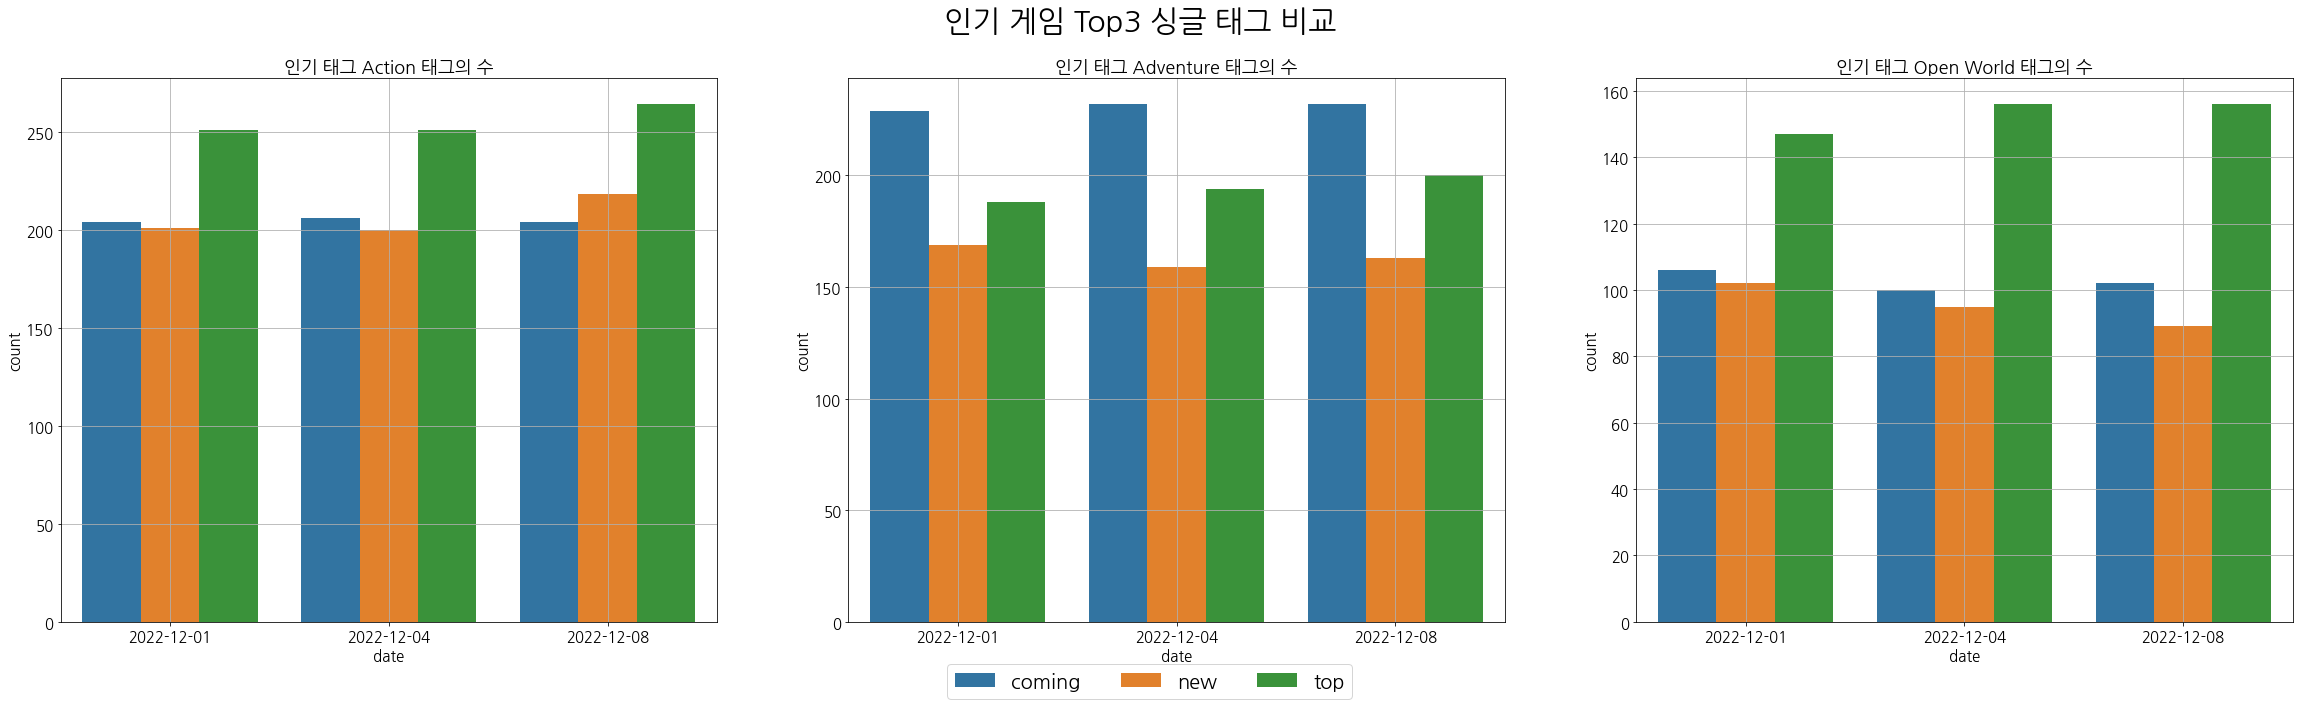 인기 게임 Top3 싱글 태그 비교
인기 태그 Action 태그의 수
250
200
150
100
50
0
count
2022-12-01 2022-12-04 2022-12-08
date
인기 태그 Adventure 태그의 수
200
150
100
50
0
count
2022-12-01 2022-12-04 2022-12-08
date
인기 태그 Open World 태그의 수
160
140
120
100
80
60
40
20
0
count
2022-12-01 2022-12-04 2022-12-08
date
coming new top